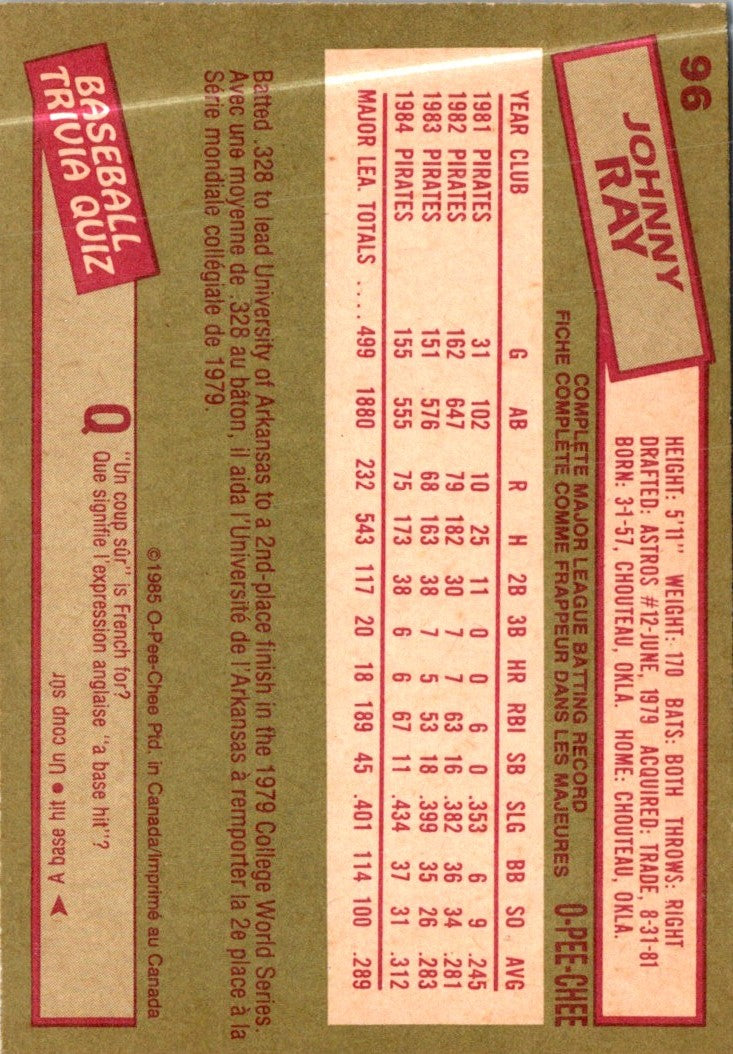 96
JOHNNY
RAY
HEIGHT: 5'11" WEIGHT: 170 BATS: BOTH THROWS: RIGHT
DRAFTED: ASTROS #12-JUNE, 1979 ACQUIRED: TRADE, 8-31-81
BORN: 3-1-57, CHOUTEAU, OKLA. HOME: CHOUTEAU, OKLA.
COMPLETE MAJOR LEAGUE BATTING RECORD
FICHE COMPLÈTE COMME FRAPPEUR DANS LES MAJEURES O-PEE-CHEE
YEAR CLUB G AB R H 2B 3B HR RBI SB SLG BB SO AVG
1981 PIRATES 31 102 10 25 11 0 0 6 0 .353 6 9 .245
1982 PIRATES 162 647 79 182 30 7 7 63 16 .382 36 34 .281
1983 PIRATES 151 576 68 163 38 7 5 53 18 .399 35 26 .283
1984 PIRATES 155 555 75 173 38 6 6 67 11 .434 37 31 .312
MAJOR LEA. TOTALS .... 499 1880 232 543 117 20 18 189 45 .401 114 100 .289
Batted .328 to lead University of Arkansas to a 2nd-place finish in the 1979 College World Series.
Avec une moyenne de .328 au bâton, il aida l'Université de l'Arkansas à remporter la 2e place à la
Série mondiale collégiale de 1979.
©1985 O-Pee-Chee Ptd. in Canada/Imprimé au Canada
BASEBALL
TRIVIA QUIZ
Q "Un coup sûr" is French for?
Que signifie l'expression anglaise "a base hit"?
A base hit • Un coup sûr ◄